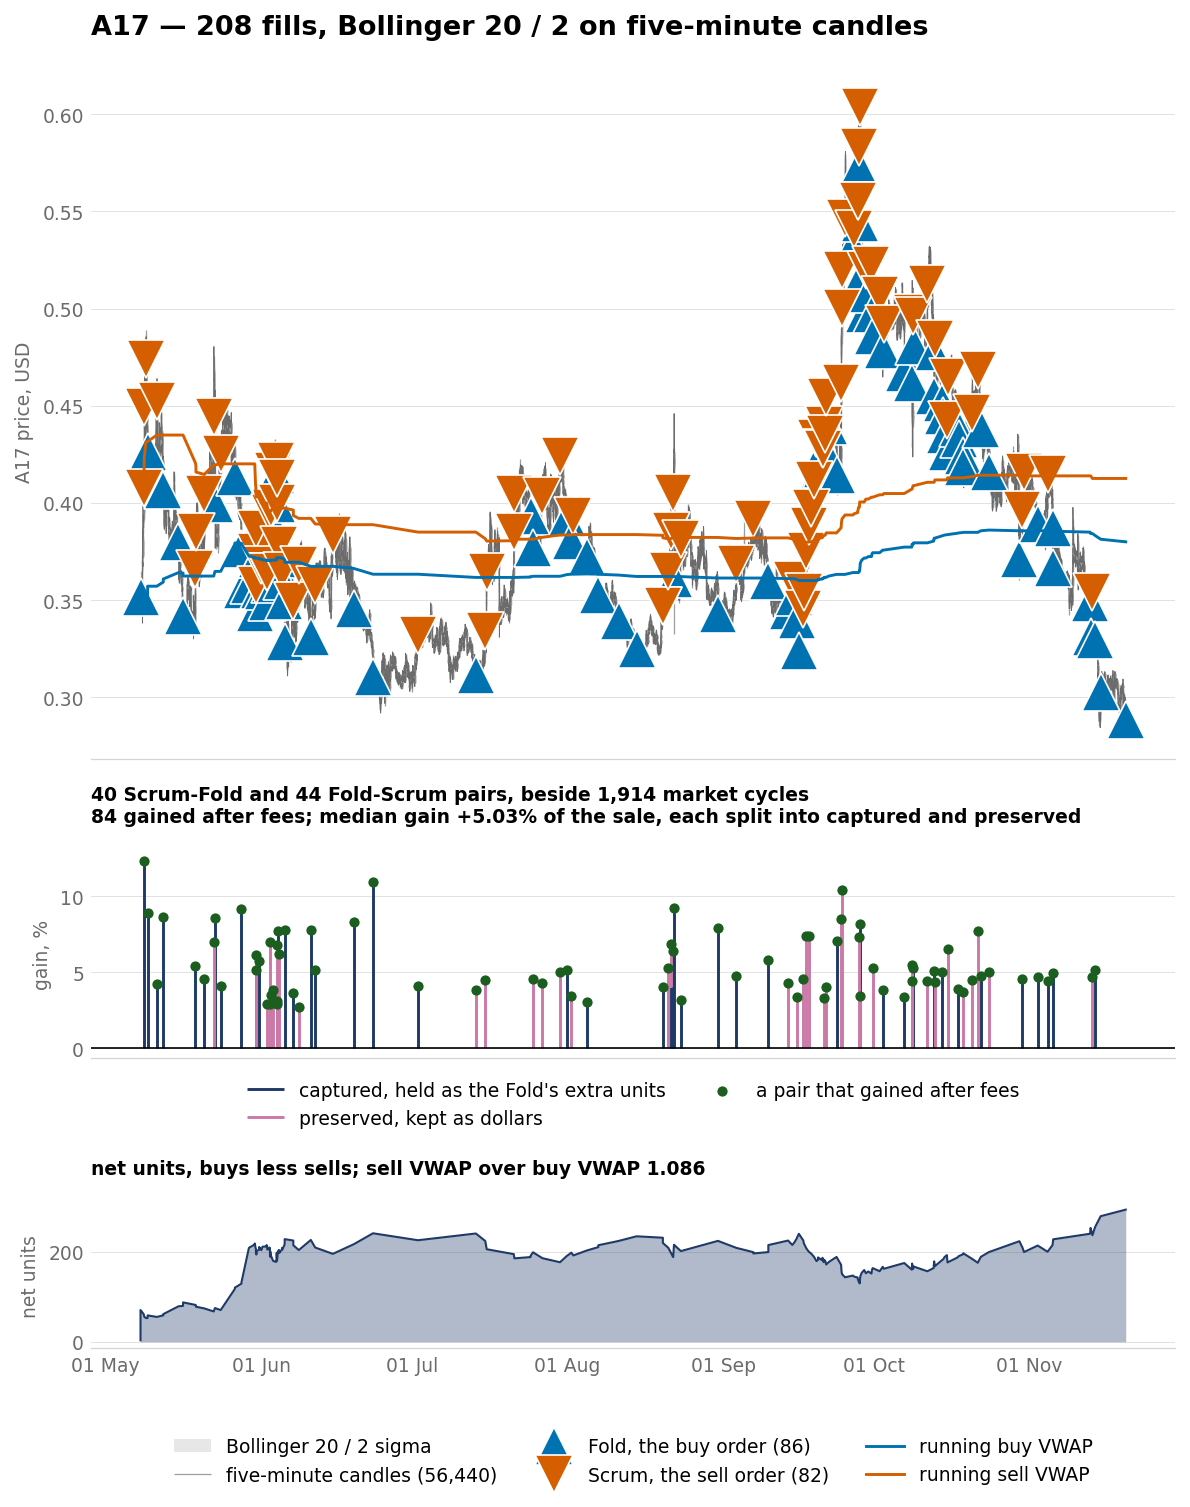 A17 — 208 fills, Bollinger 20 / 2 on five-minute candles
A17 price, USD
0.60
0.55
0.50
0.45
0.40
0.35
0.30
40 Scrum-Fold and 44 Fold-Scrum pairs, beside 1,914 market cycles
84 gained after fees; median gain +5.03% of the sale, each split into captured and preserved
gain, %
10
5
0
captured, held as the Fold's extra units
a pair that gained after fees
preserved, kept as dollars
net units, buys less sells; sell VWAP over buy VWAP 1.086
net units
200
0
01 May
01 Jun
01 Jul
01 Aug
01 Sep
01 Oct
01 Nov
Bollinger 20 / 2 sigma
Fold, the buy order (86)
running buy VWAP
five-minute candles (56,440)
Scrum, the sell order (82)
running sell VWAP